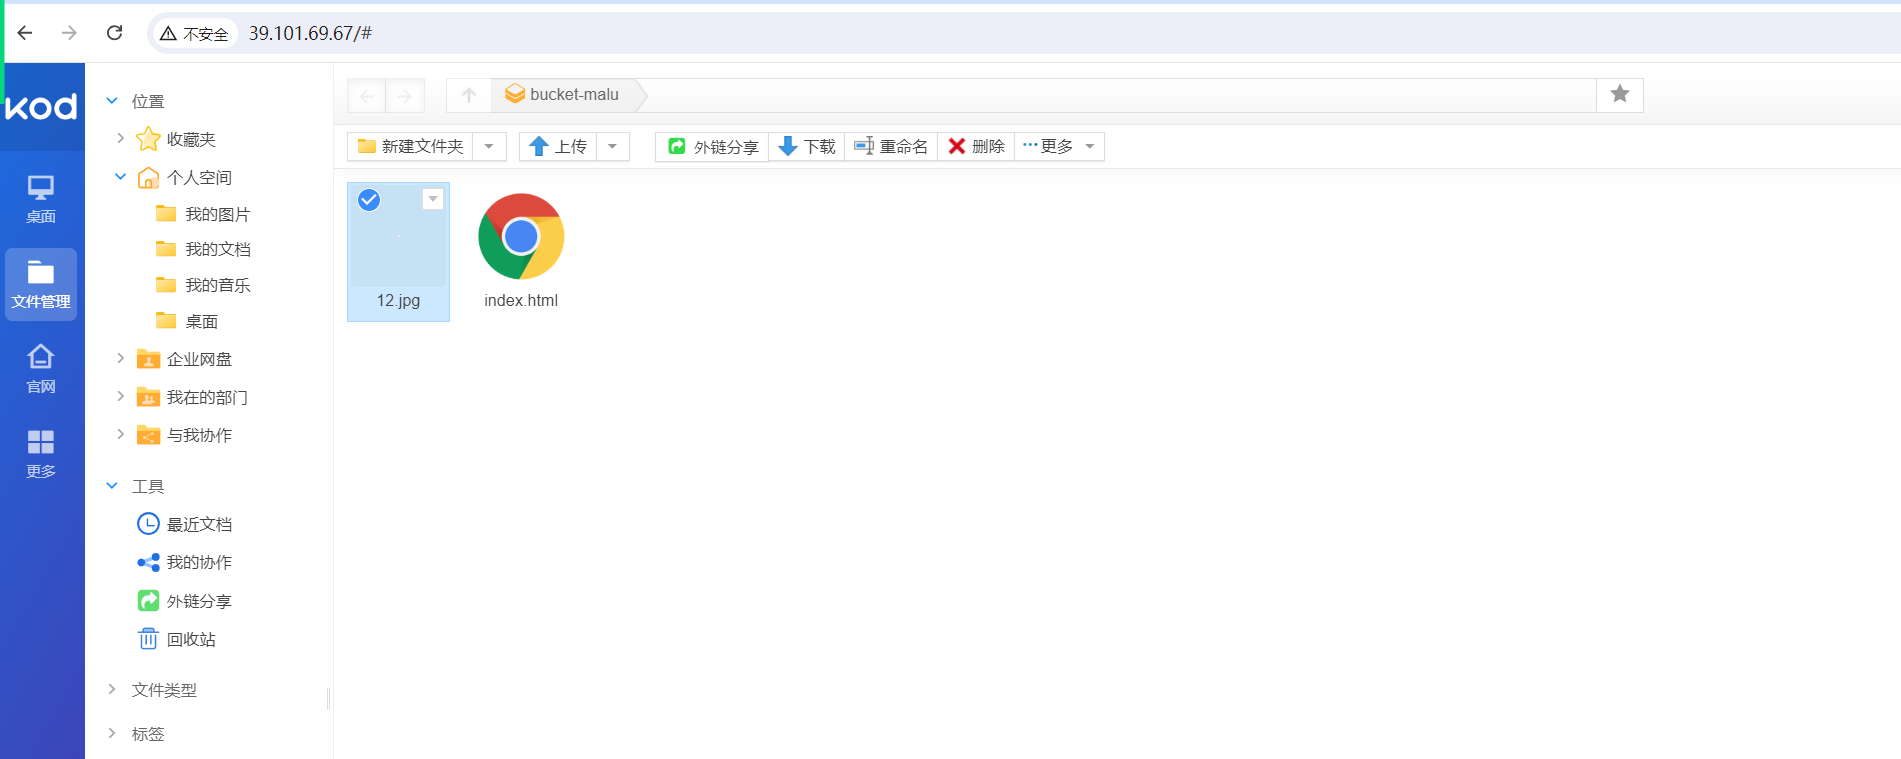 不安全 39.101.69.67/#
kod
桌面
文件管理
官网
更多
位置
收藏夹
个人空间
我的图片
我的文档
我的音乐
桌面
企业网盘
我在的部门
与我协作
工具
最近文档
我的协作
外链分享
回收站
文件类型
标签
bucket-malu
新建文件夹 上传 外链分享 下载 重命名 删除 ··· 更多
12.jpg index.html